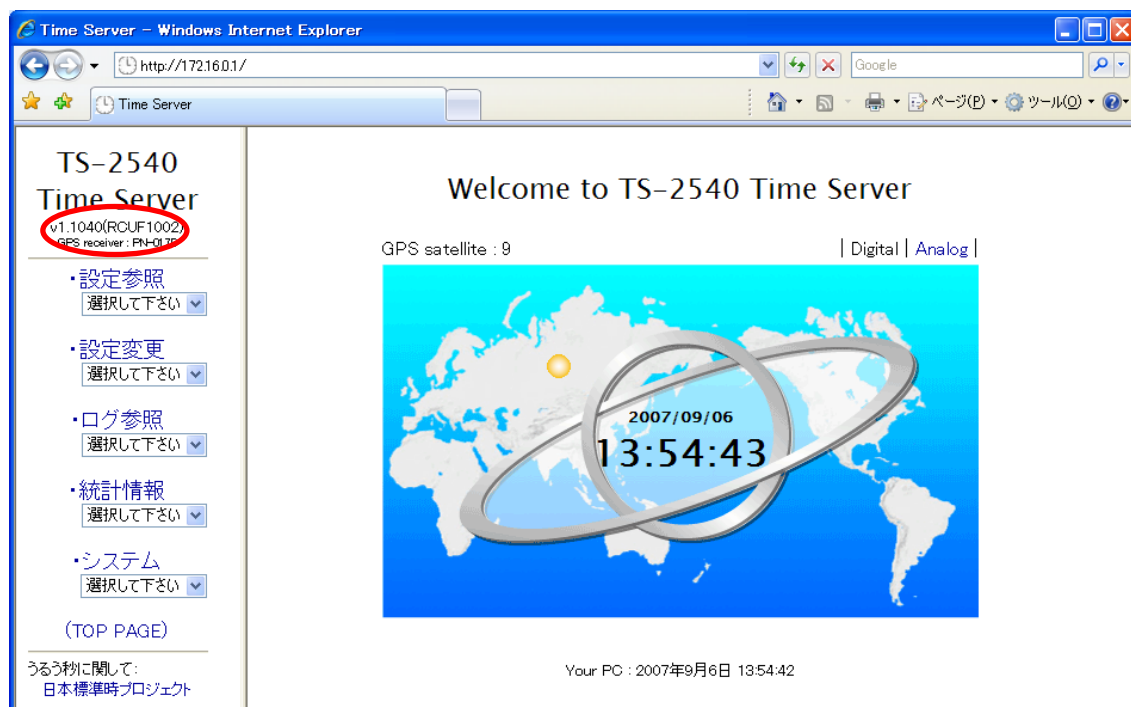 Time Server - Windows Internet Explorer
http://172.16.0.1/
Google
Time Server
ページ(P)
ツール(O)
TS-2540
Time Server
v1.1040(RCUF1002)
GPS receiver : PN-017B
・設定参照
選択して下さい
・設定変更
選択して下さい
・ログ参照
選択して下さい
・統計情報
選択して下さい
・システム
選択して下さい
(TOP PAGE)
うるう秒に関して:
日本標準時プロジェクト
Welcome to TS-2540 Time Server
GPS satellite : 9
| Digital | Analog |
2007/09/06
13:54:43
Your PC : 2007年9月6日 13:54:42